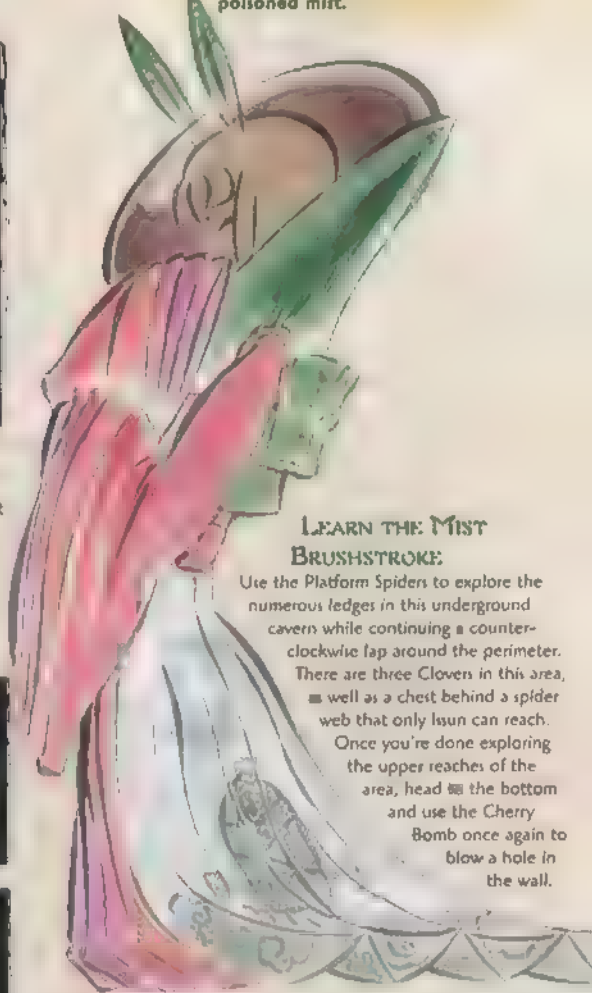 poisoned mist.
LEARN THE MIST
BRUSHSTROKE
Use the Platform Spiders to explore the
numerous ledges in this underground
cavern while continuing a counter-
clockwise lap around the perimeter.
There are three Clovers in this area,
well as a chest behind a spider
web that only Issun can reach.
Once you're done exploring
the upper reaches of the
area, head the bottom
and use the Cherry
Bomb once again to
blow a hole in
the wall.